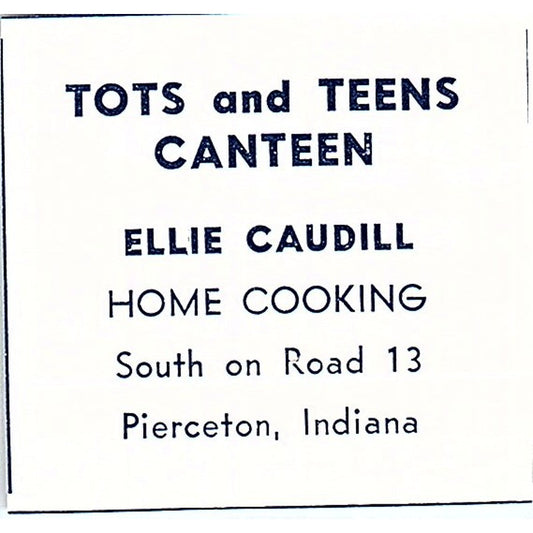 TOTS and TEENS
CANTEEN
ELLIE CAUDILL
HOME COOKING
South on Road 13
Pierceton, Indiana